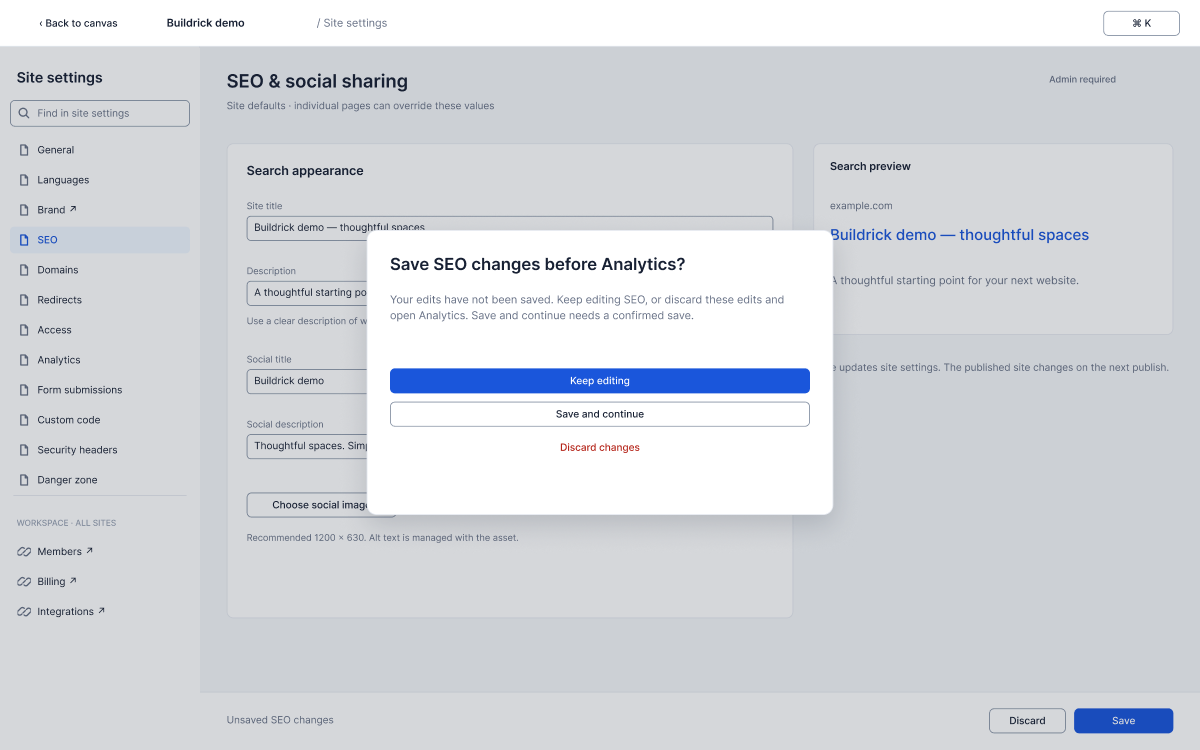 ‹ Back to canvas
Buildrick demo
/ Site settings
⌘ K
Site settings
Find in site settings
General
Languages
Brand ↗
SEO
Domains
Redirects
Access
Analytics
Form submissions
Custom code
Security headers
Danger zone
WORKSPACE · ALL SITES
Members ↗
Billing ↗
Integrations ↗
SEO & social sharing
Site defaults · individual pages can override these values
Admin required
Search appearance
Site title
Buildrick demo — thoughtful spaces
Description
A thoughtful starting po
Use a clear description of w
Social title
Buildrick demo
Social description
Thoughtful spaces. Simp
Choose social image
Recommended 1200 × 630. Alt text is managed with the asset.
Search preview
example.com
Buildrick demo — thoughtful spaces
A thoughtful starting point for your next website.
updates site settings. The published site changes on the next publish.
Save SEO changes before Analytics?
Your edits have not been saved. Keep editing SEO, or discard these edits and
open Analytics. Save and continue needs a confirmed save.
Keep editing
Save and continue
Discard changes
Unsaved SEO changes
Discard
Save